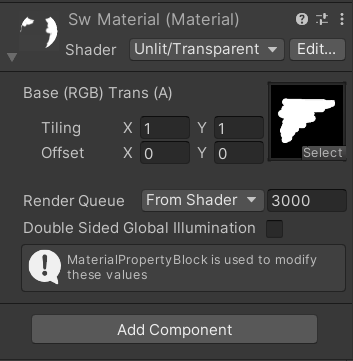 Sw Material (Material)
Shader Unlit/Transparent Edit...
Base (RGB) Trans (A)
Tiling X 1 Y 1
Offset X 0 Y 0
Select
Render Queue From Shader 3000
Double Sided Global Illumination
MaterialPropertyBlock is used to modify
these values
Add Component